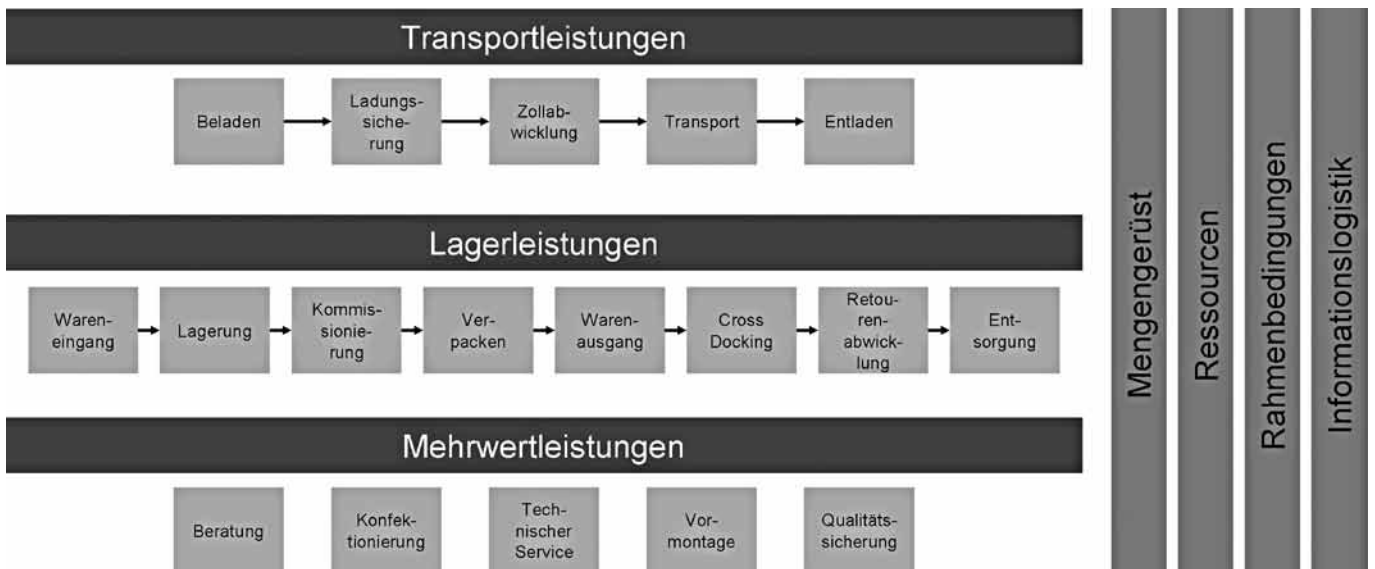 Transportleistungen
Beladen
Ladungs-
siche-
rung
Zollab-
wicklung
Transport
Entladen
Lagerleistungen
Waren-
eingang
Lagerung
Kommis-
sionie-
rung
Ver-
packen
Waren-
ausgang
Cross
Docking
Retou-
ren-
abwick-
lung
Ent-
sorgung
Mehrwertleistungen
Beratung
Konfek-
tionierung
Tech-
nischer
Service
Vor-
montage
Qualitäts-
sicherung
Mengengerüst
Ressourcen
Rahmenbedingungen
Informationslogistik